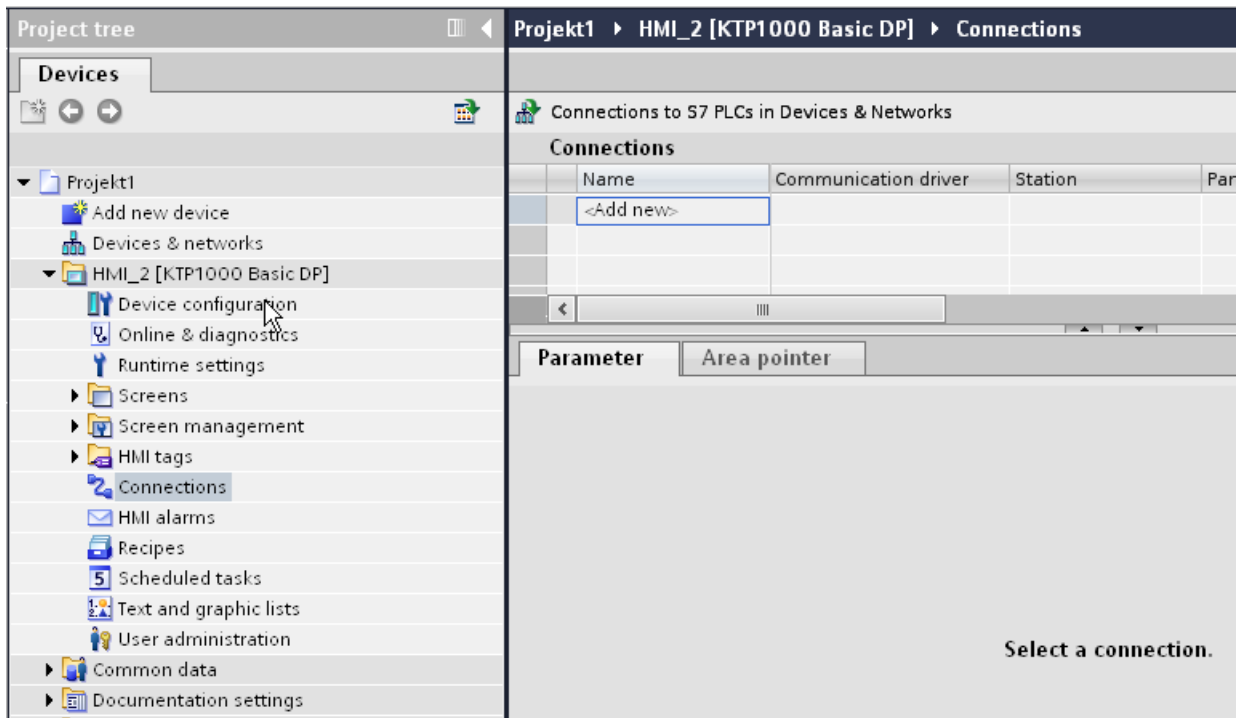 Project tree
Devices
Projekt1
Add new device
Devices & networks
HMI_2 [KTP1000 Basic DP]
Device configuration
Online & diagnostics
Runtime settings
Screens
Screen management
HMI tags
Connections
HMI alarms
Recipes
5 Scheduled tasks
Text and graphic lists
User administration
Common data
Documentation settings
Projekt1 HMI_2 [KTP1000 Basic DP] Connections
Connections to S7 PLCs in Devices & Networks
Connections
Name Communication driver Station Par
<Add new>
Parameter Area pointer
Select a connection.